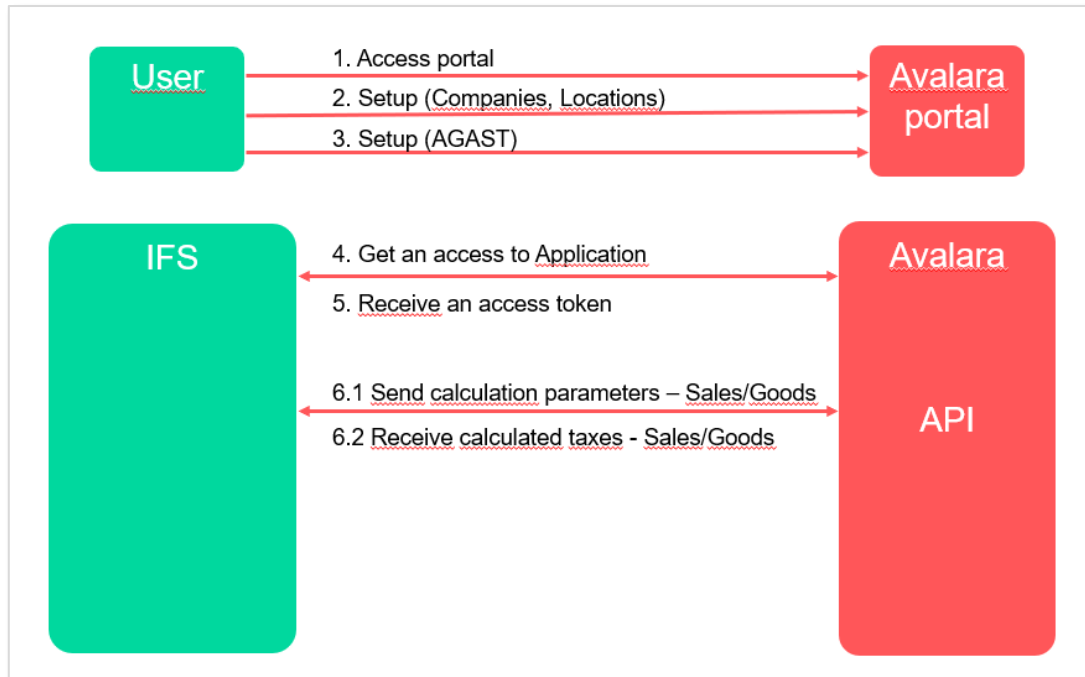 User
1. Access portal
2. Setup (Companies, Locations)
3. Setup (AGAST)
Avalara
portal
IFS
4. Get an access to Application
5. Receive an access token
6.1 Send calculation parameters – Sales/Goods
6.2 Receive calculated taxes - Sales/Goods
Avalara
API